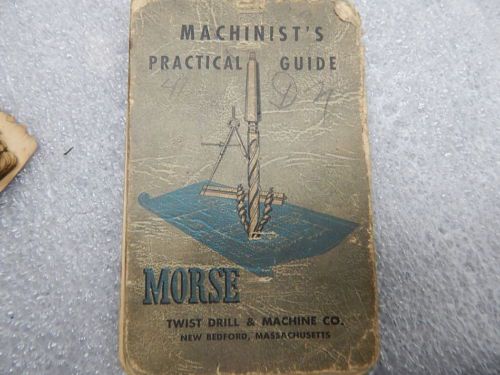 MACHINIST'S
PRACTICAL GUIDE
MORSE
TWIST DRILL & MACHINE CO.
NEW BEDFORD, MASSACHUSETTS